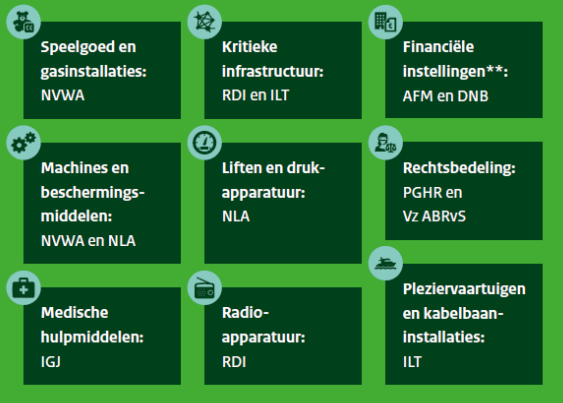 Speelgoed en
gasinstallaties:
NVWA
Kritieke
infrastructuur:
RDI en ILT
Financiële
instellingen**:
AFM en DNB
Machines en
beschermings-
middelen:
NVWA en NLA
Liften en druk-
apparatuur:
NLA
Rechtsbedeling:
PGHR en
Vz ABRvS
Medische
hulpmiddelen:
IGJ
Radio-
apparatuur:
RDI
Pleziervaartuigen
en kabelbaan-
installaties:
ILT